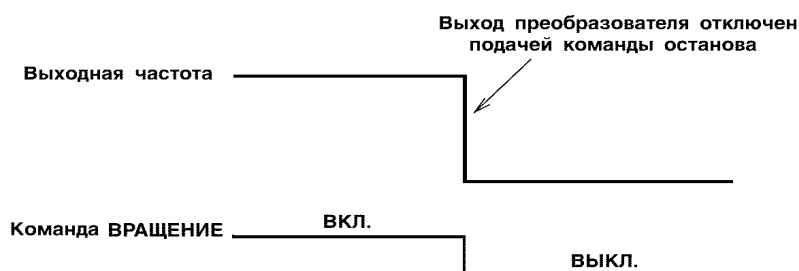 Выход преобразователя отключен
подачей команды останова
Выходная частота
Команда ВРАЩЕНИЕ
ВКЛ.
ВЫКЛ.